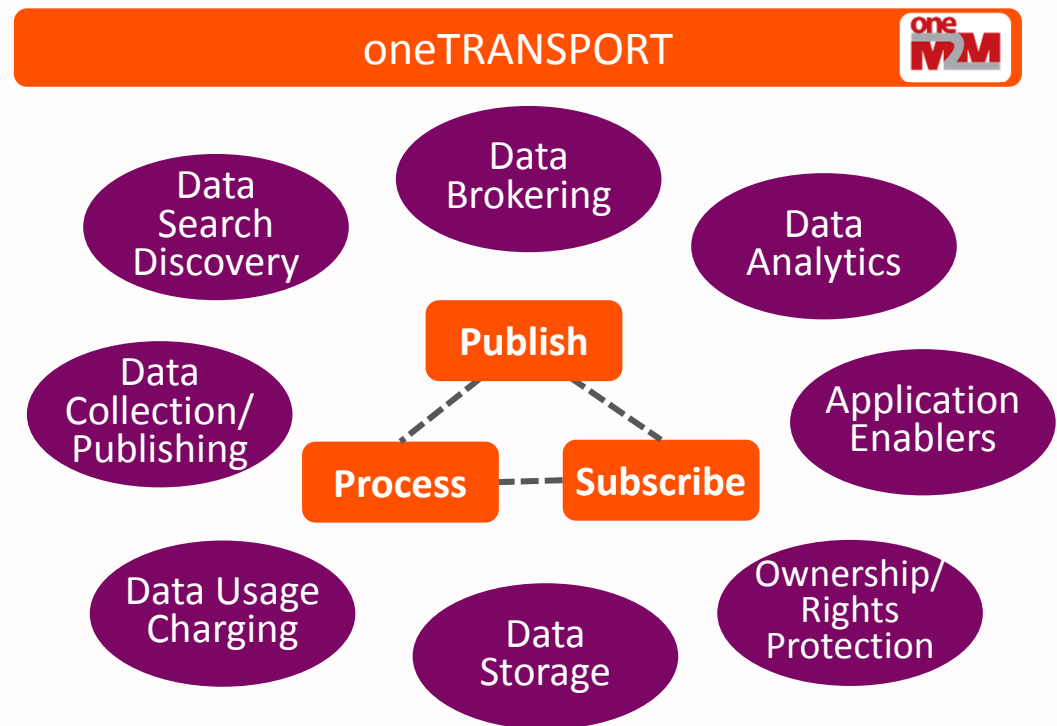 oneTRANSPORT
one
M2M
Data
Brokering
Data
Search
Discovery
Data
Analytics
Publish
Data
Collection/
Publishing
Application
Enablers
Process
Subscribe
Data Usage
Charging
Data
Storage
Ownership/
Rights
Protection